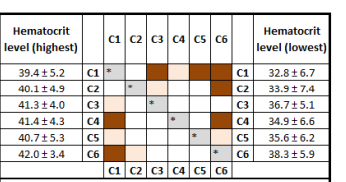 Hematocrit level (highest) C1 C2 C3 C4 C5 C6 Hematocrit level (lowest)
39.4 ± 5.2 C1 * C1 32.8 ± 6.7
40.1 ± 4.9 C2 * C2 33.9 ± 7.4
41.3 ± 4.0 C3 * C3 36.7 ± 5.1
41.4 ± 4.3 C4 * C4 34.9 ± 6.6
40.7 ± 5.3 C5 * C5 35.6 ± 6.2
42.0 ± 3.4 C6 * C6 38.3 ± 5.9
C1 C2 C3 C4 C5 C6